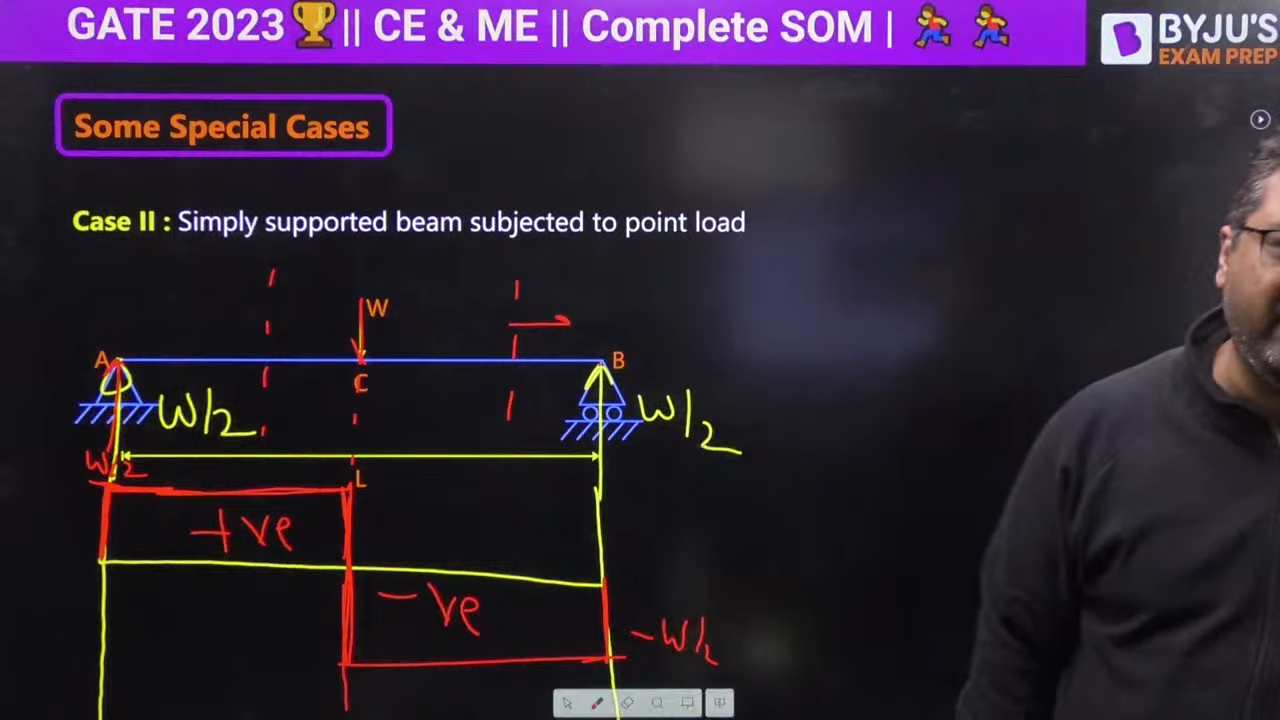 GATE 2023🏆|| CE & ME || Complete SOM | 🏃 🏃
BYJU'S
EXAM PREP
Some Special Cases
Case II : Simply supported beam subjected to point load
W
A
B
C
W/2
W/2
W/2
L
+ve
-ve
-W/2